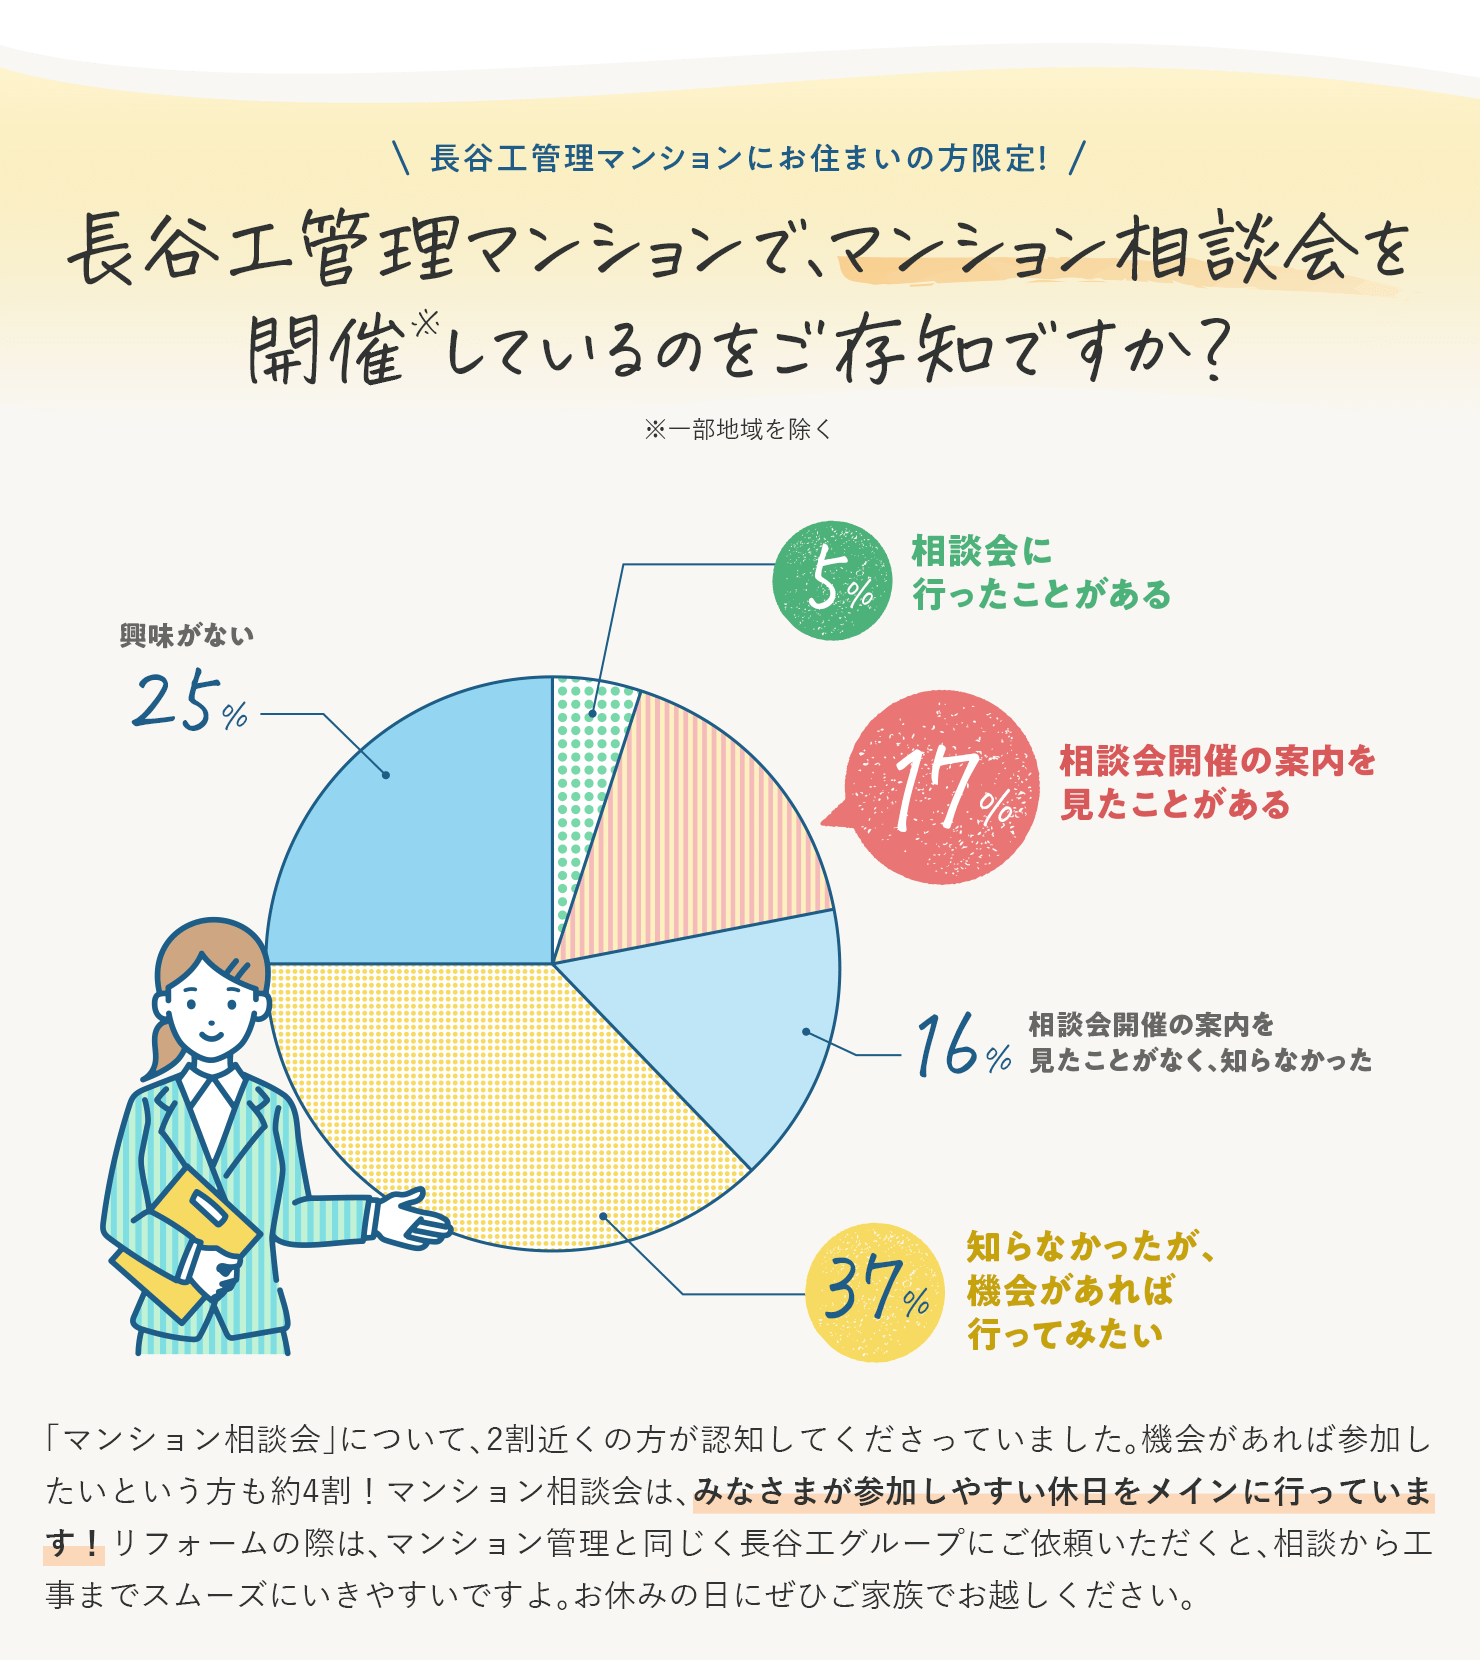 \ 長谷工管理マンションにお住まいの方限定! /
長谷工管理マンションで、マンション相談会を
開催※しているのをご存知ですか？
※一部地域を除く
5%
相談会に
行ったことがある
興味がない
25%
17%
相談会開催の案内を
見たことがある
16%
相談会開催の案内を
見たことがなく、知らなかった
37%
知らなかったが、
機会があれば
行ってみたい
「マンション相談会」について、2割近くの方が認知してくださっていました。機会があれば参加し
たいという方も約4割！マンション相談会は、みなさまが参加しやすい休日をメインに行っていま
す！リフォームの際は、マンション管理と同じく長谷工グループにご依頼いただくと、相談から工
事までスムーズにいきやすいですよ。お休みの日にぜひご家族でお越しください。